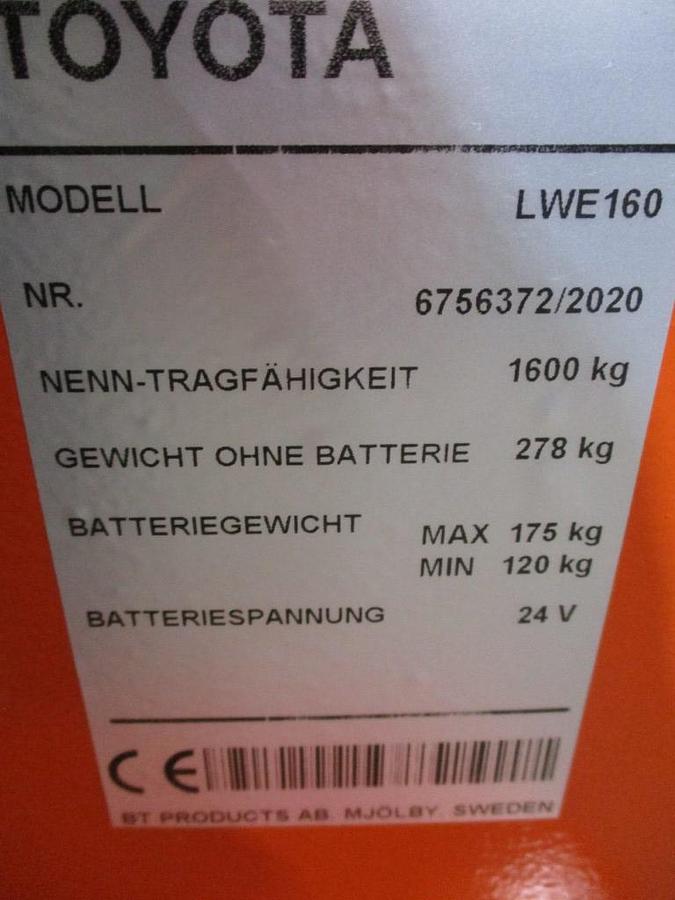 TOYOTA
MODELL LWE160
NR. 6756372/2020
NENN-TRAGFÄHIGKEIT 1600 kg
GEWICHT OHNE BATTERIE 278 kg
BATTERIEGEWICHT MAX 175 kg
MIN 120 kg
BATTERIESPANNUNG 24 V
CE
BT PRODUCTS AB. MJÖLBY. SWEDEN